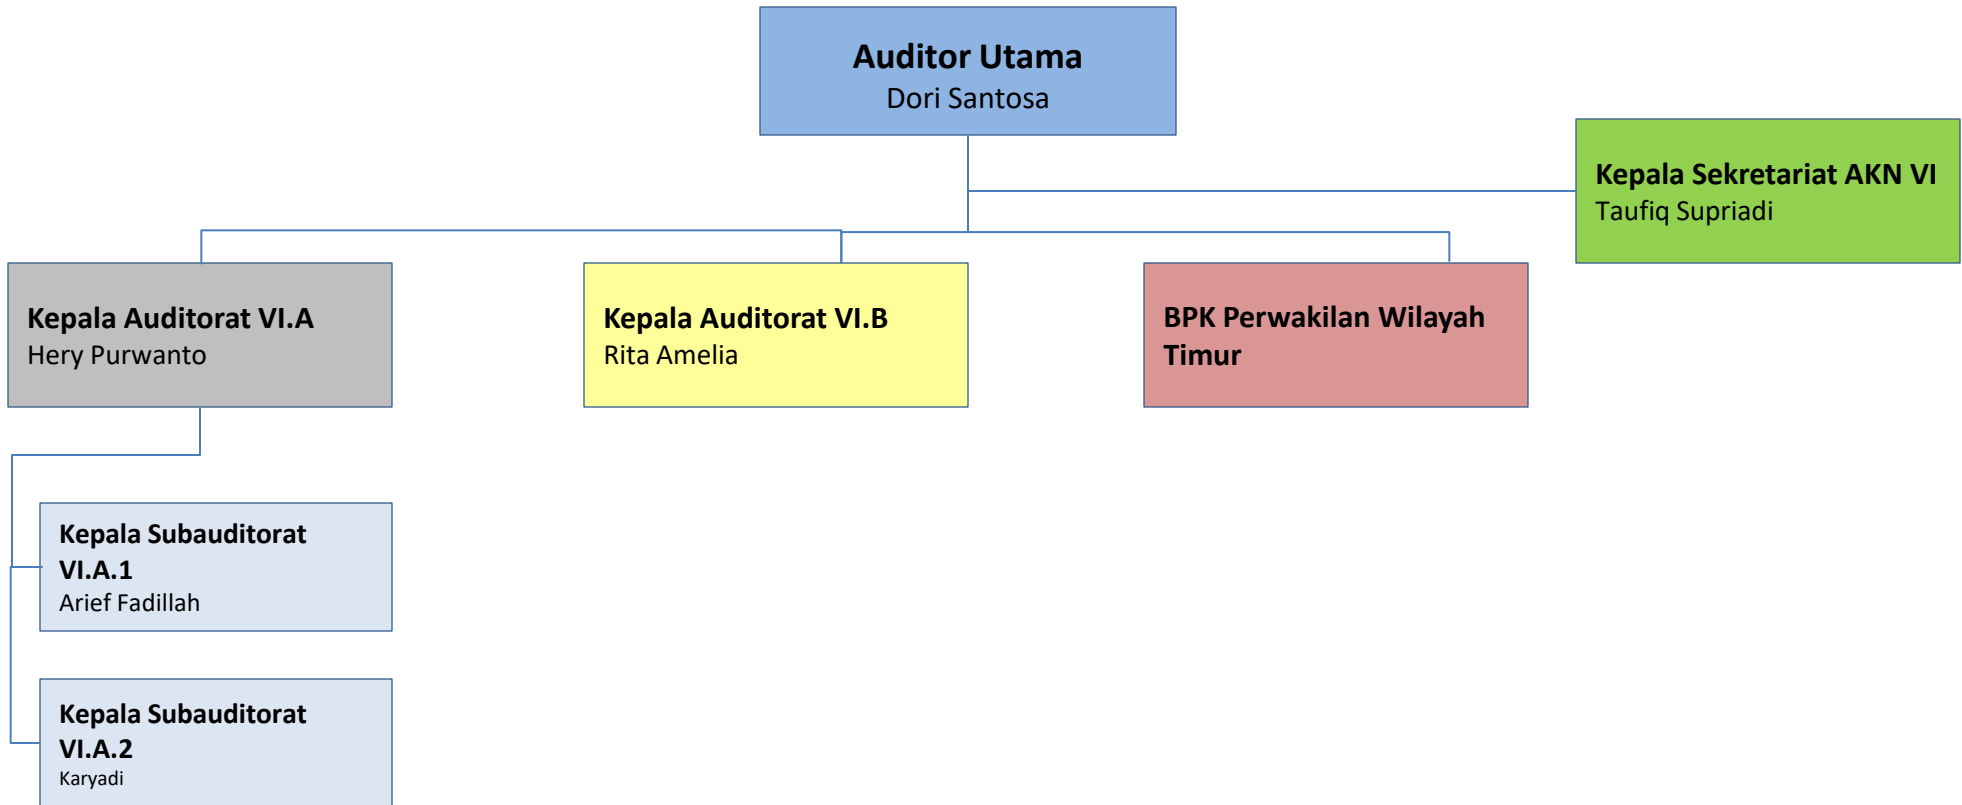 Auditor Utama
Dori Santosa
Kepala Sekretariat AKN VI
Taufiq Supriadi
Kepala Auditorat VI.A
Hery Purwanto
Kepala Auditorat VI.B
Rita Amelia
BPK Perwakilan Wilayah
Timur
Kepala Subauditorat
VI.A.1
Arief Fadillah
Kepala Subauditorat
VI.A.2
Karyadi